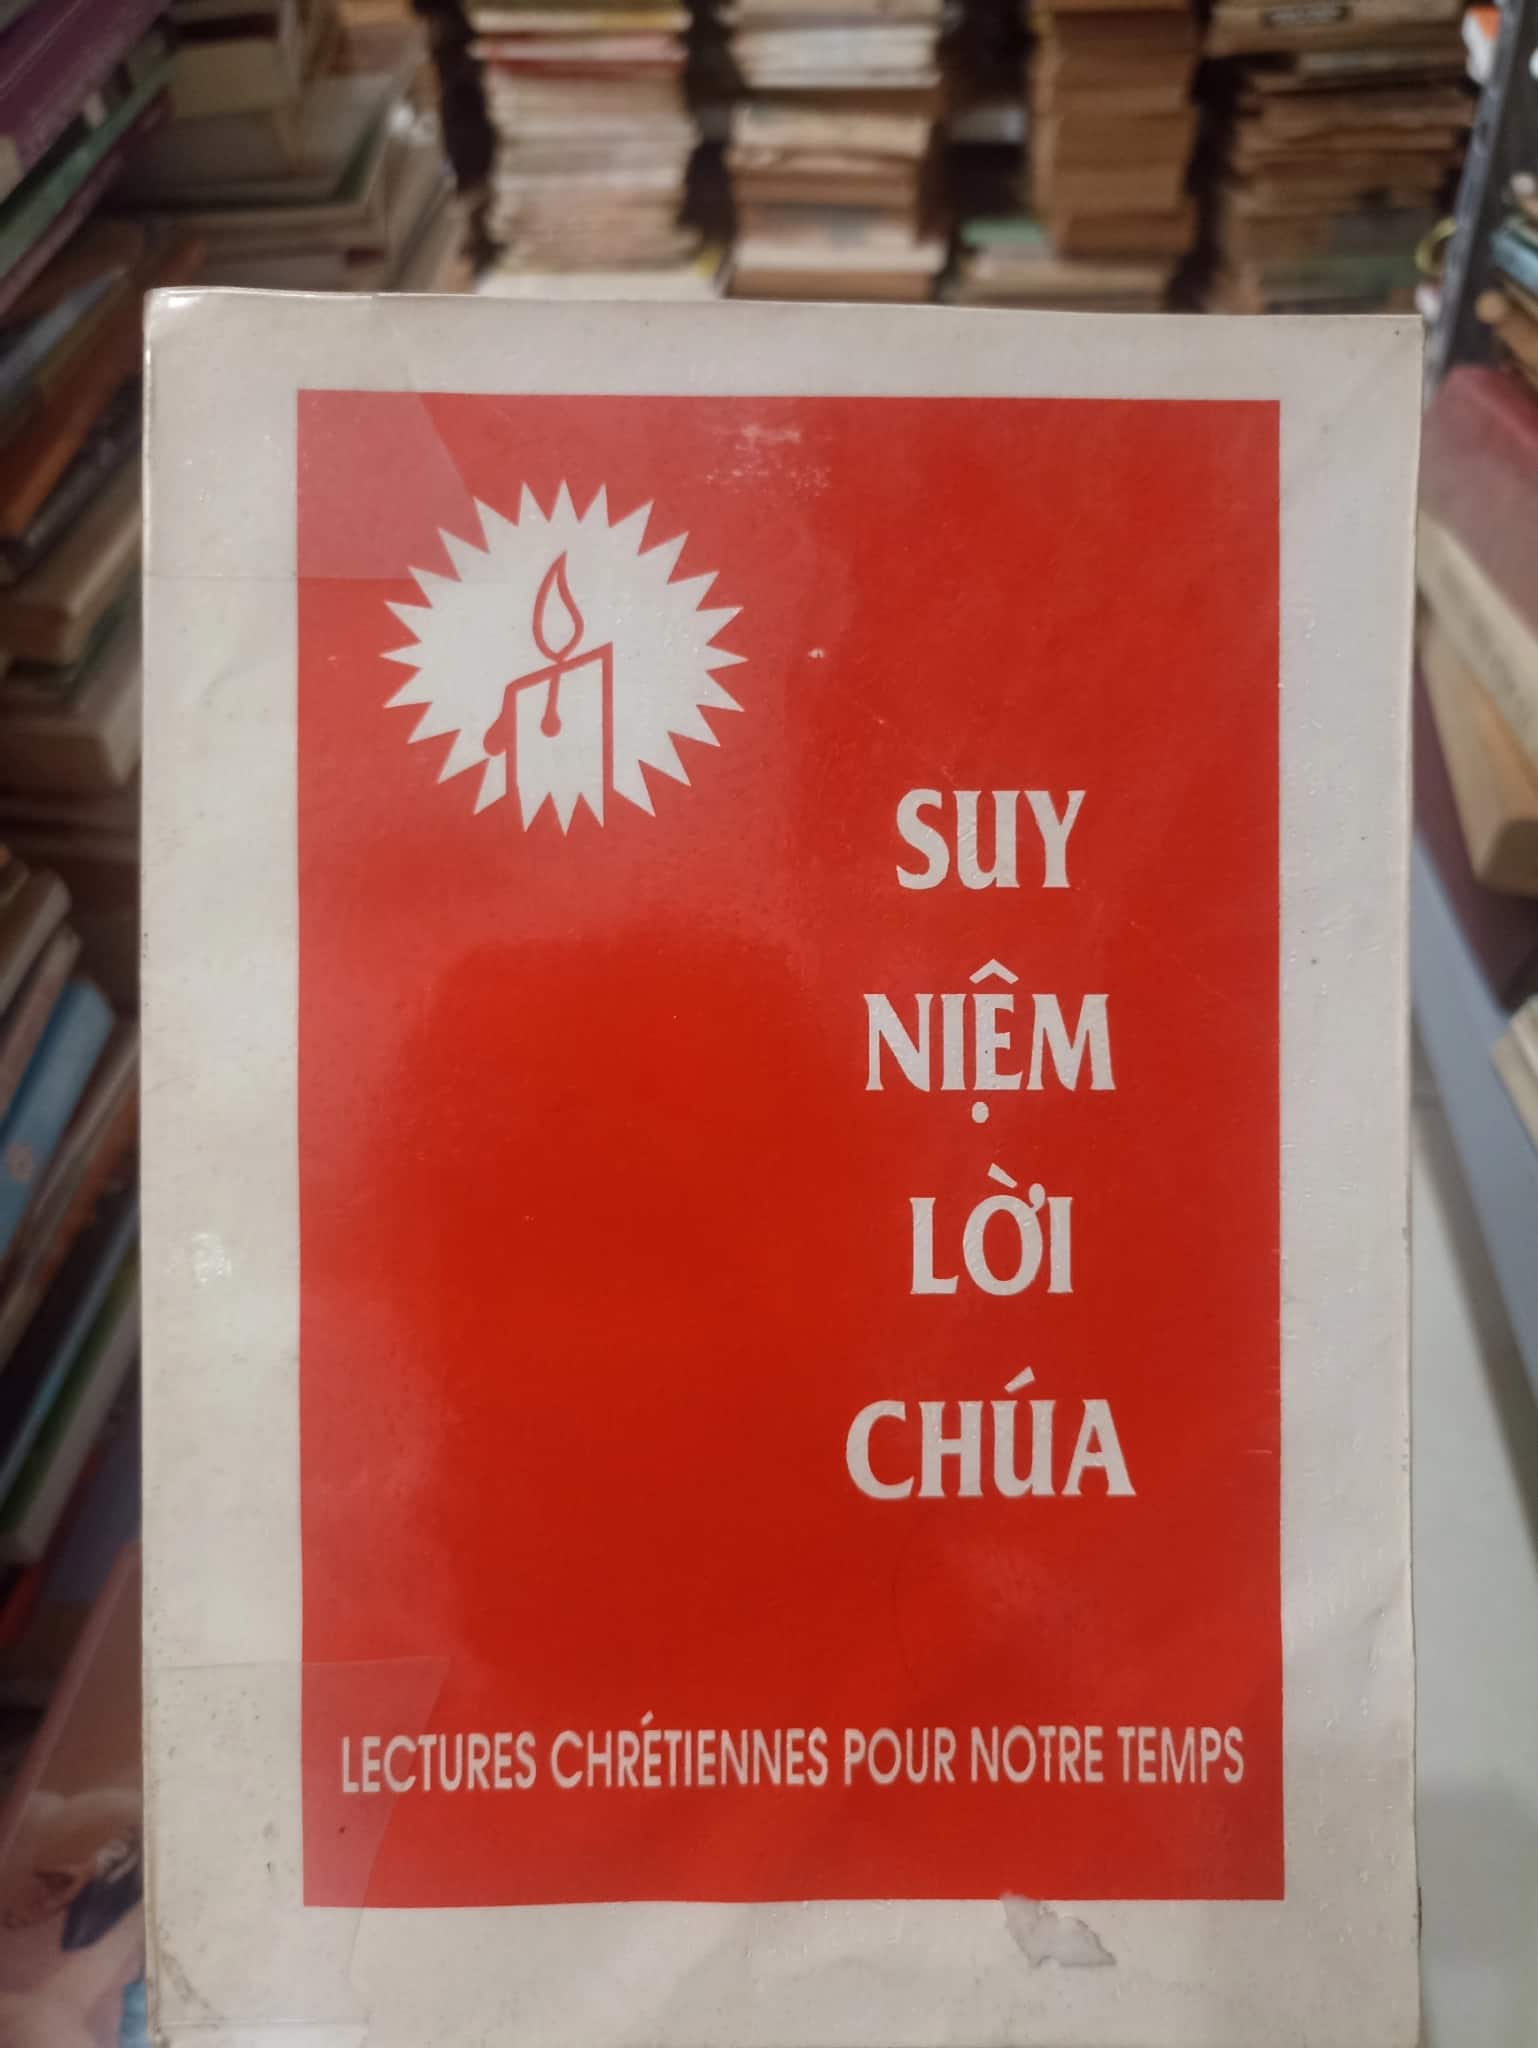 SUY
NIỆM
LỜI
CHÚA
LECTURES CHRÉTIENNES POUR NOTRE TEMPS